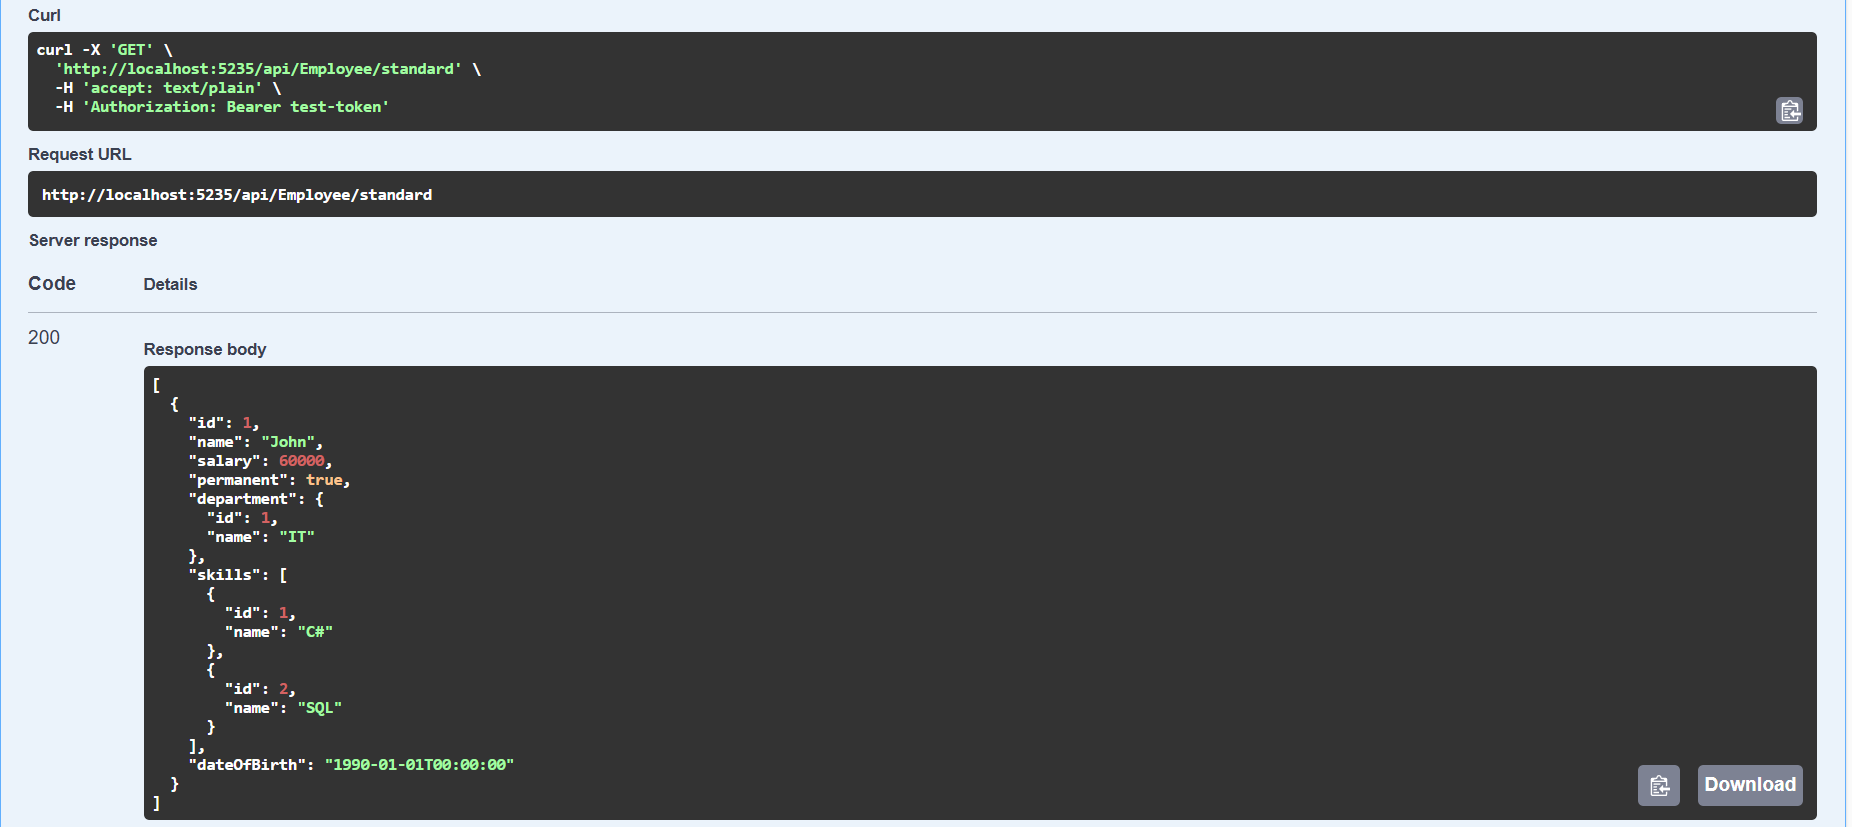 Curl
curl -X 'GET' \
  'http://localhost:5235/api/Employee/standard' \
  -H 'accept: text/plain' \
  -H 'Authorization: Bearer test-token'
Request URL
http://localhost:5235/api/Employee/standard
Server response
Code Details
200
Response body
[
  {
    "id": 1,
    "name": "John",
    "salary": 60000,
    "permanent": true,
    "department": {
      "id": 1,
      "name": "IT"
    },
    "skills": [
      {
        "id": 1,
        "name": "C#"
      },
      {
        "id": 2,
        "name": "SQL"
      }
    ],
    "dateOfBirth": "1990-01-01T00:00:00"
  }
]
Download